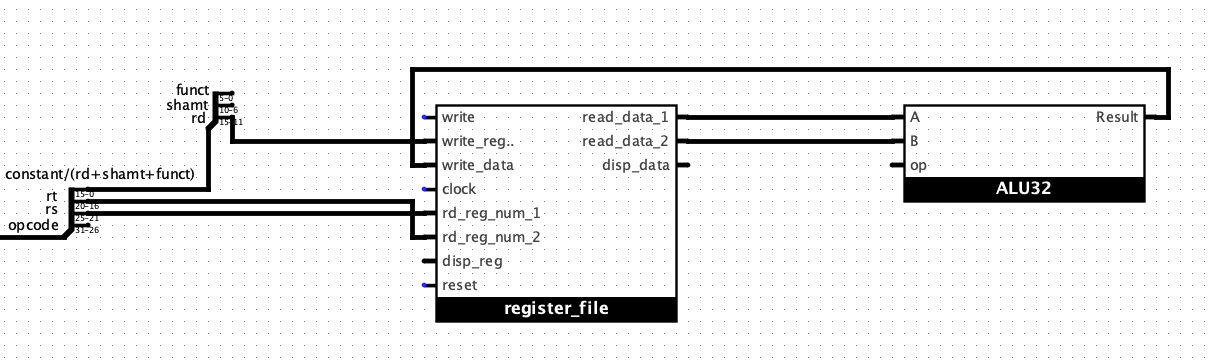 funct
5-0
shamt
10-6
rd
15-11
constant/(rd+shamt+funct)
15-0
rt
20-16
rs
25-21
opcode
31-26
write
write_reg..
write_data
clock
rd_reg_num_1
rd_reg_num_2
disp_reg
reset
read_data_1
read_data_2
disp_data
register_file
A
B
op
Result
ALU32